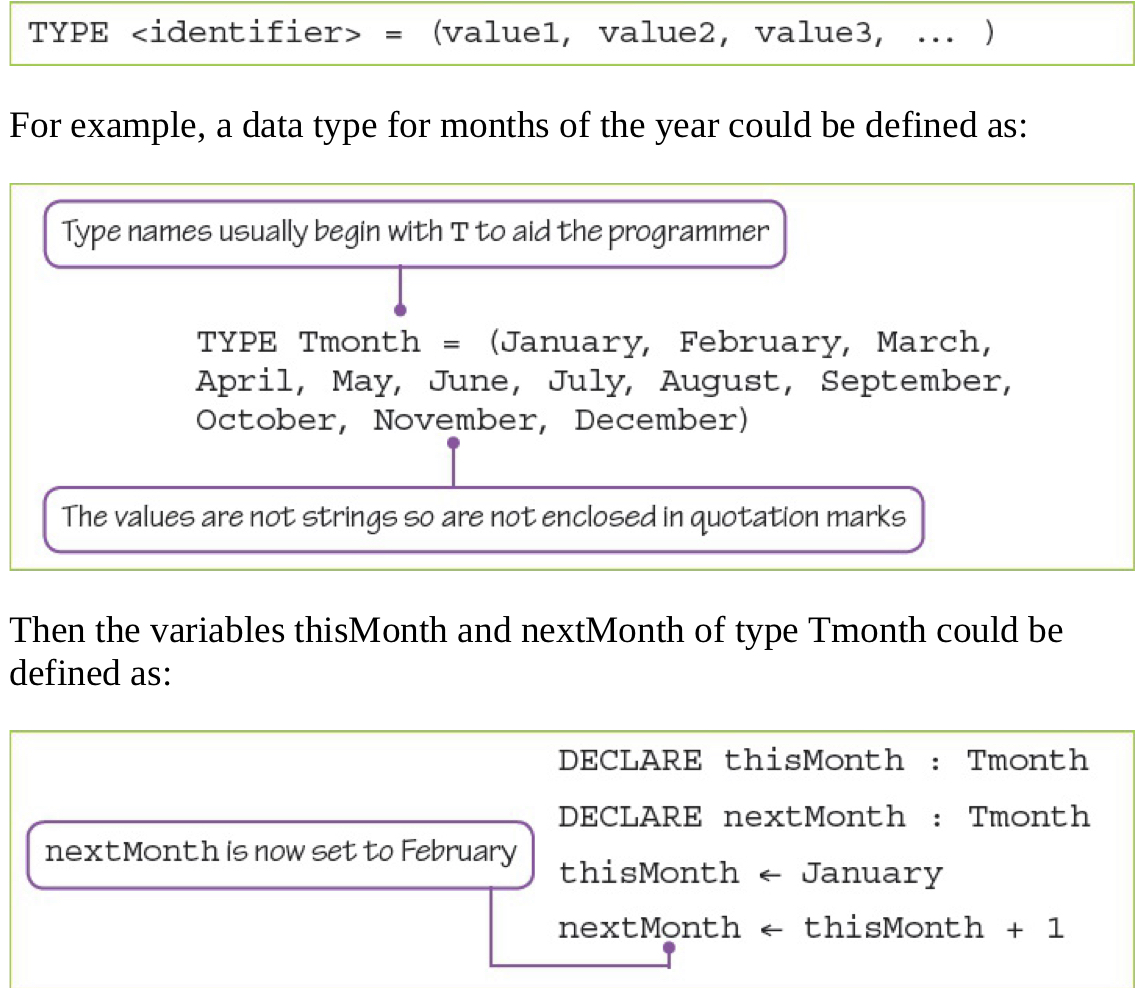 TYPE <identifier> = (value1, value2, value3, ... )
For example, a data type for months of the year could be defined as:
Type names usually begin with T to aid the programmer
TYPE Tmonth = (January, February, March,
April, May, June, July, August, September,
October, November, December)
The values are not strings so are not enclosed in quotation marks
Then the variables thisMonth and nextMonth of type Tmonth could be
defined as:
DECLARE thisMonth : Tmonth
DECLARE nextMonth : Tmonth
nextMonth is now set to February
thisMonth ← January
nextMonth ← thisMonth + 1